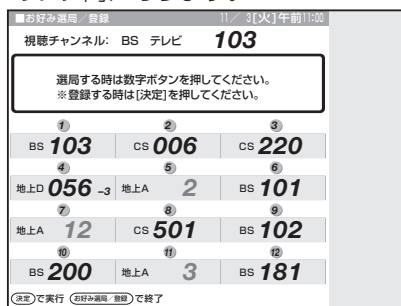 ■お好み選局／登録 11／ 3[火]午前11:00
視聴チャンネル: BS テレビ 103
選局する時は数字ボタンを押してください。
※登録する時は[決定]を押してください。
① ② ③
BS 103 CS 006 CS 220
④ ⑤ ⑥
地上D 056 -3 地上A 2 BS 101
⑦ ⑧ ⑨
地上A 12 CS 501 BS 102
⑩ ⑪ ⑫
BS 200 地上A 3 BS 181
決定 で実行 お好み選局／登録 で終了